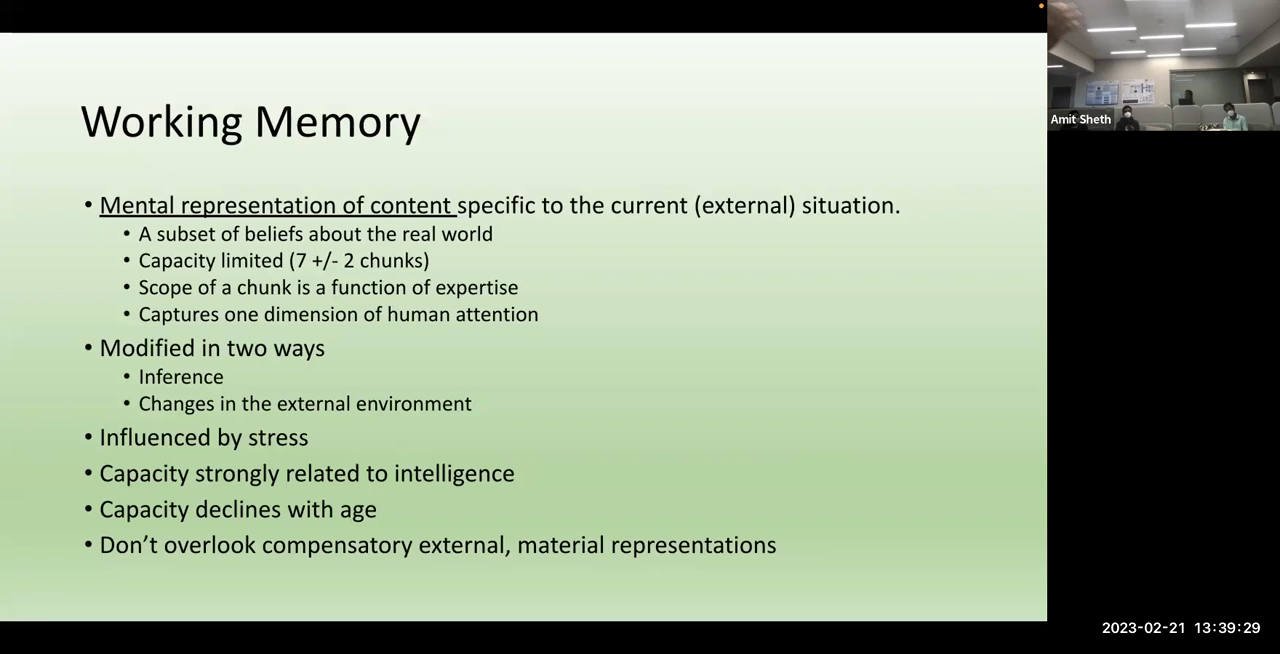 Working Memory
• Mental representation of content specific to the current (external) situation.
• A subset of beliefs about the real world
• Capacity limited (7 +/- 2 chunks)
• Scope of a chunk is a function of expertise
• Captures one dimension of human attention
• Modified in two ways
• Inference
• Changes in the external environment
• Influenced by stress
• Capacity strongly related to intelligence
• Capacity declines with age
• Don’t overlook compensatory external, material representations
Amit Sheth
2023-02-21 13:39:29